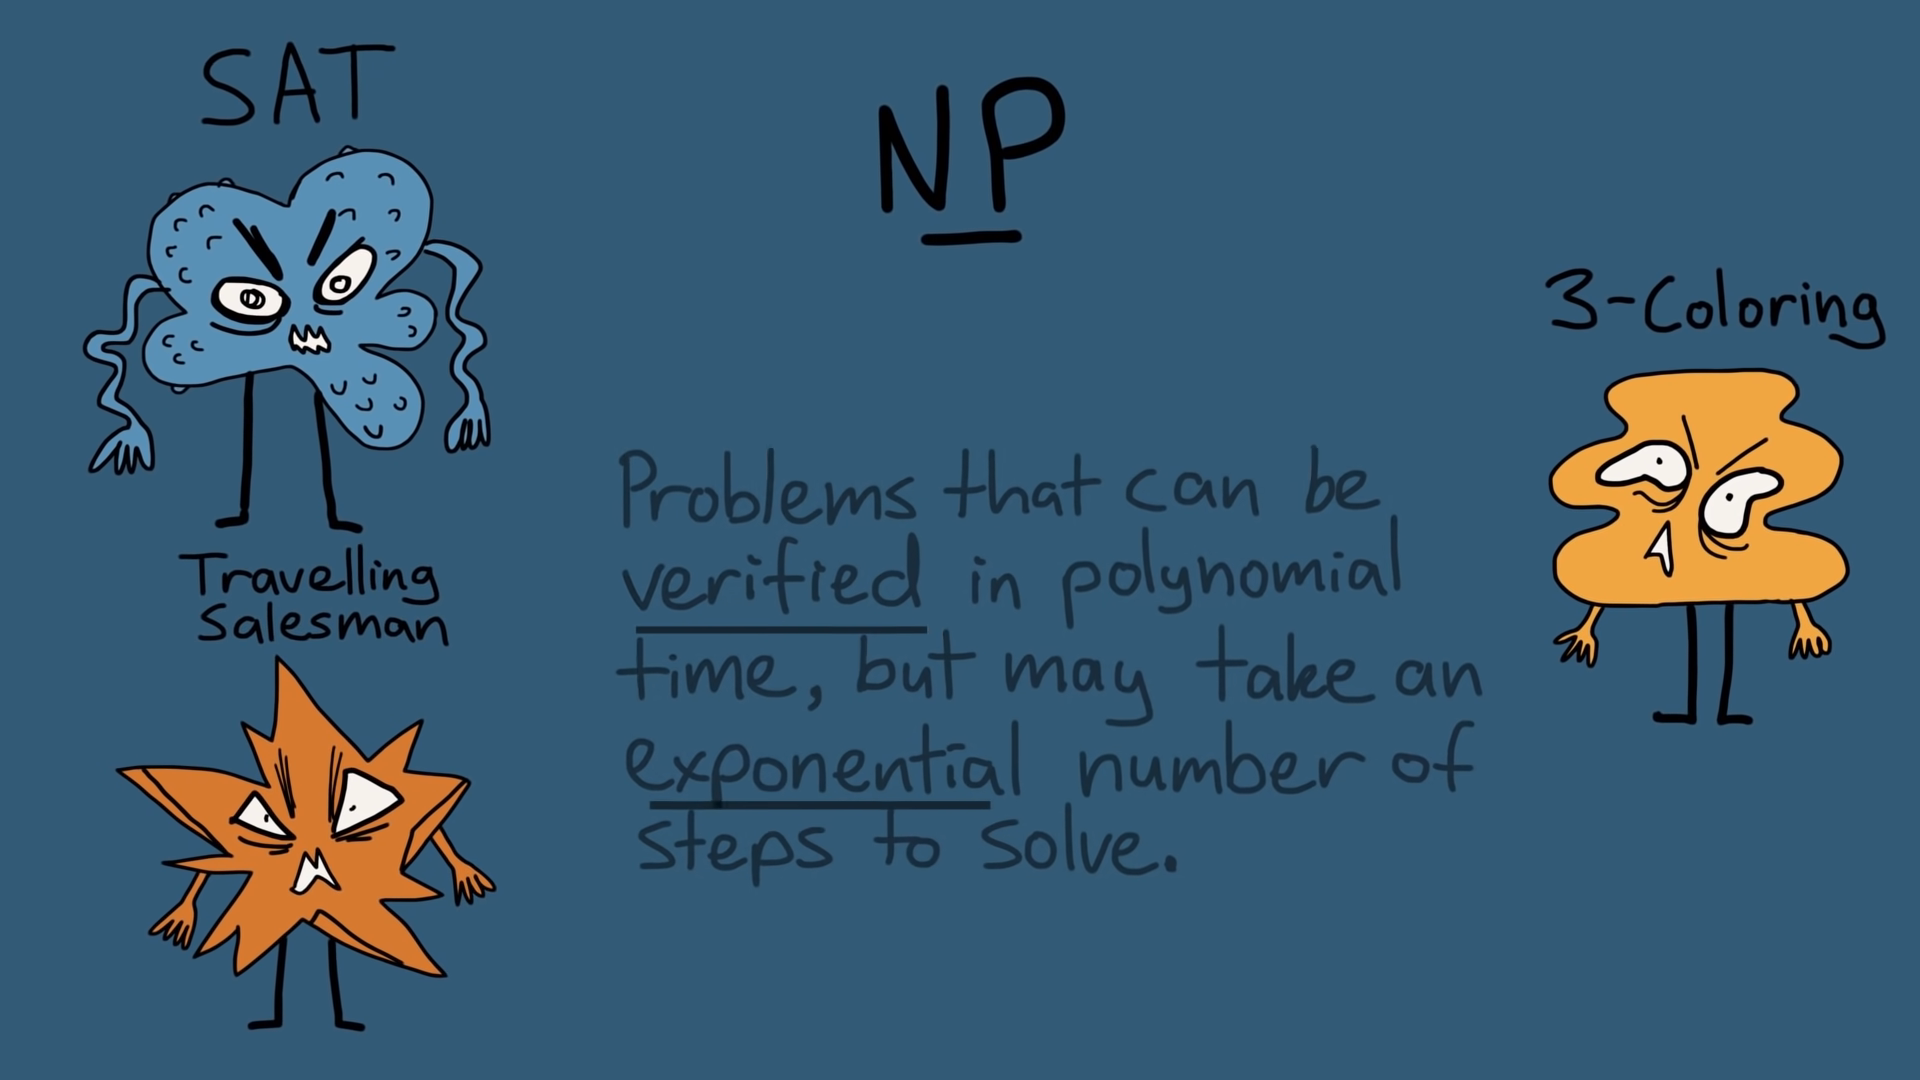 SAT
NP
3-Coloring
Problems that can be
verified in polynomial
time, but may take an
exponential number of
steps to solve.
Travelling
Salesman